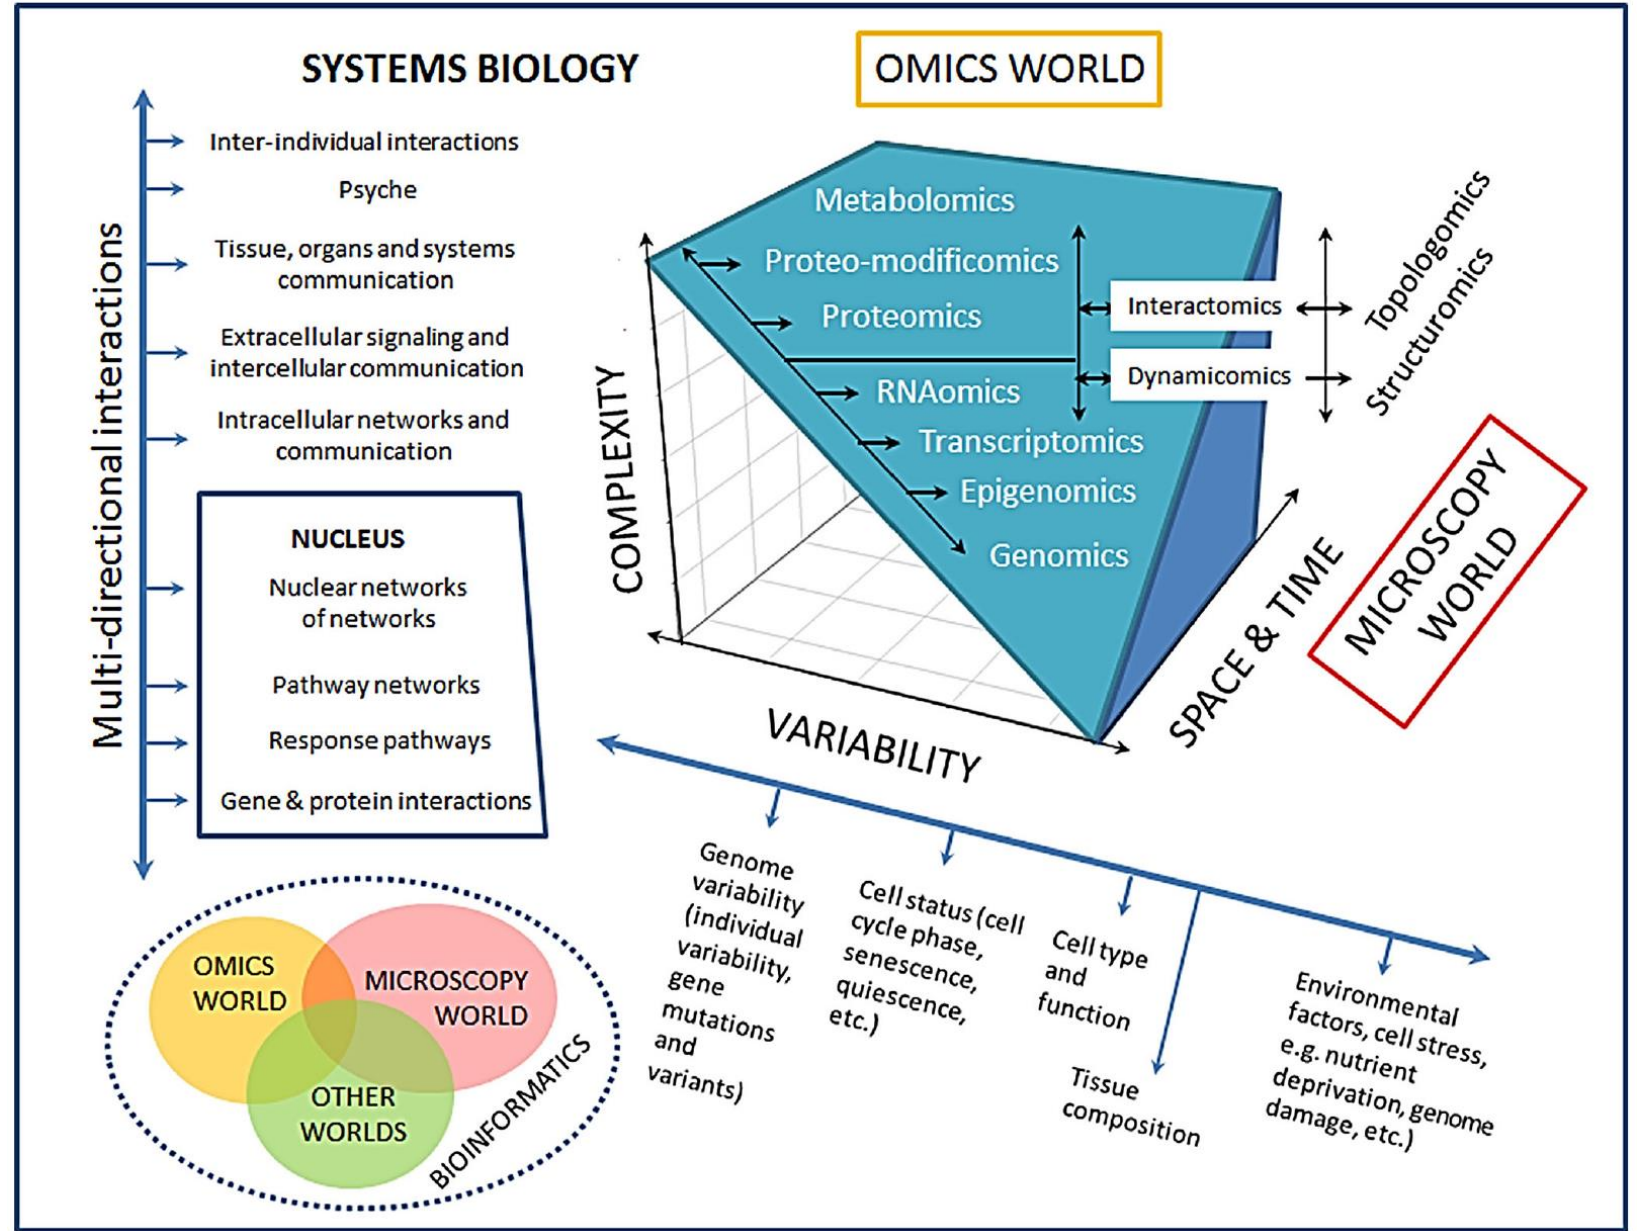 SYSTEMS BIOLOGY
OMICS WORLD
Multi-directional interactions
Inter-individual interactions
Psyche
Tissue, organs and systems
communication
Extracellular signaling and
intercellular communication
Intracellular networks and
communication
NUCLEUS
Nuclear networks
of networks
Pathway networks
Response pathways
Gene & protein interactions
COMPLEXITY
Metabolomics
Proteo-modificomics
Proteomics
RNAomics
Transcriptomics
Epigenomics
Genomics
Interactomics
Dynamicomics
Topologomics
Structuromics
MICROSCOPY
WORLD
SPACE & TIME
VARIABILITY
Genome
variability
(individual
variability,
gene
mutations
and
variants)
Cell status (cell
cycle phase,
senescence,
quiescence,
etc.)
Cell type
and
function
Tissue
composition
Environmental
factors, cell stress,
e.g. nutrient
deprivation, genome
damage, etc.)
OMICS
WORLD
MICROSCOPY
WORLD
OTHER
WORLDS
BIOINFORMATICS